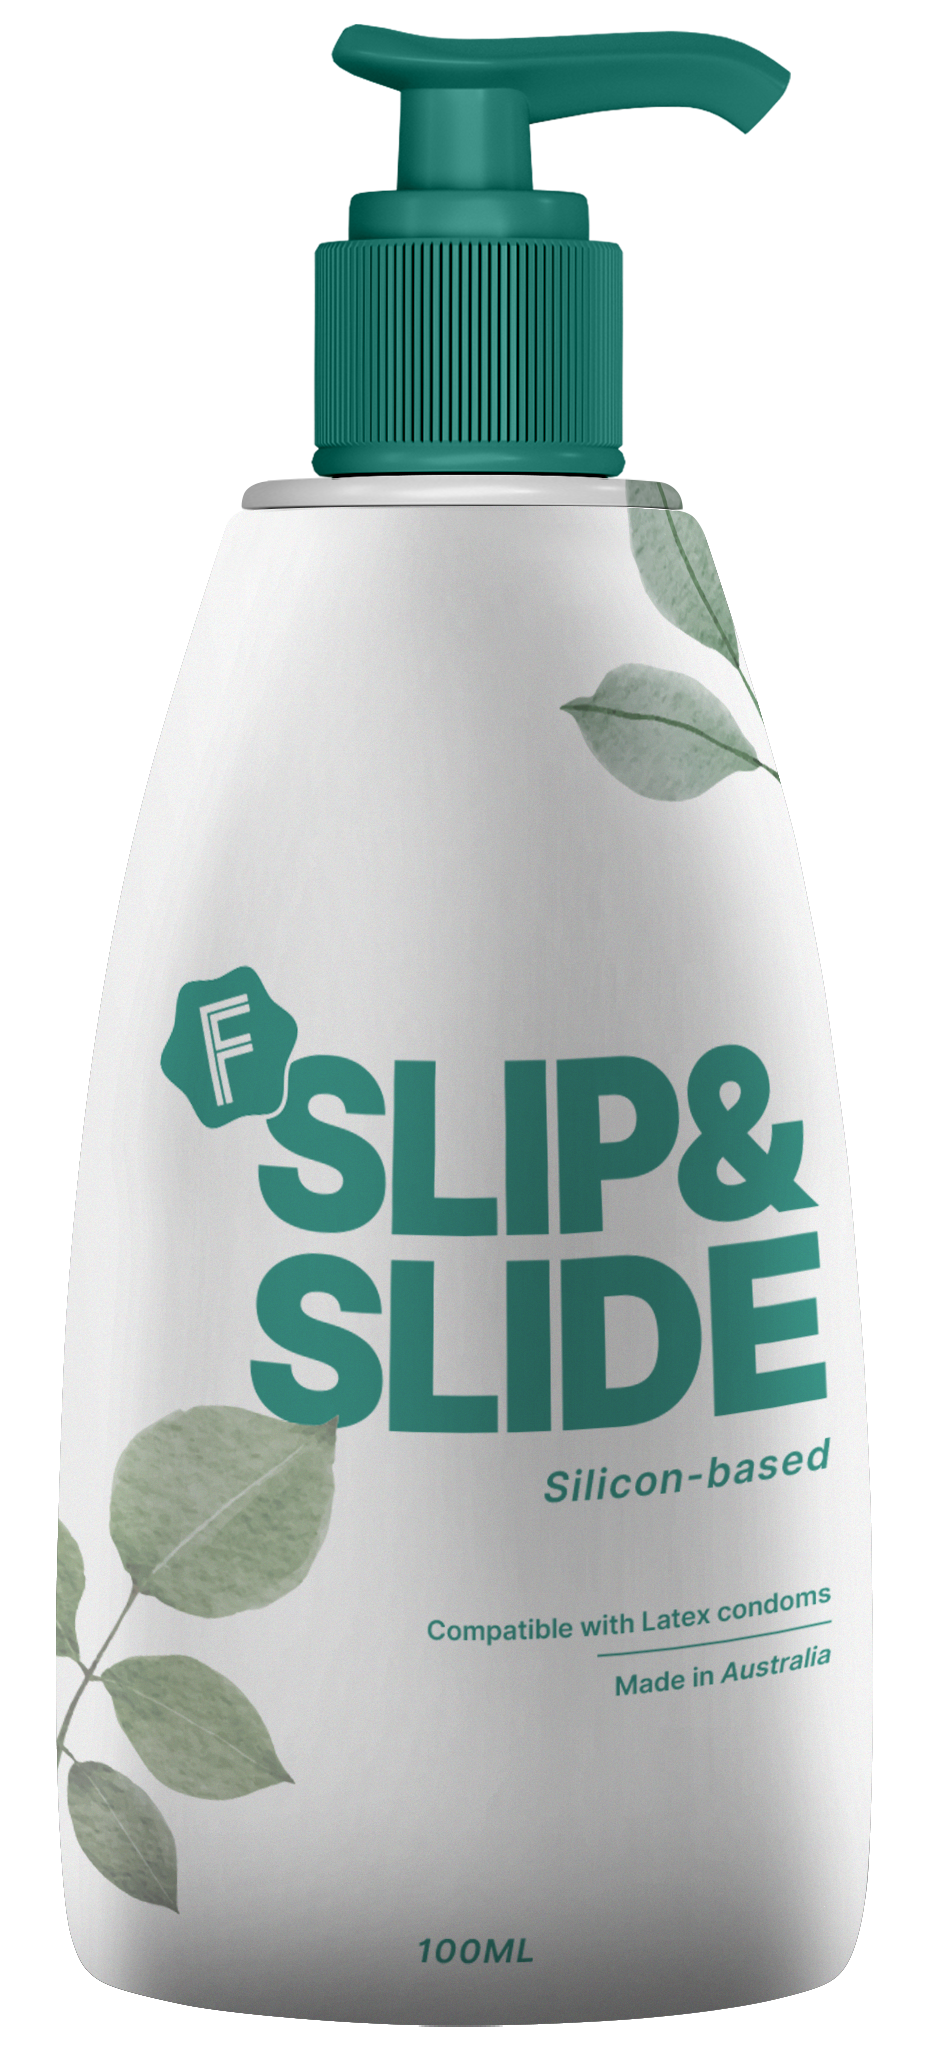 F
SLIP&
SLIDE
Silicon-based
Compatible with Latex condoms
Made in Australia
100ML